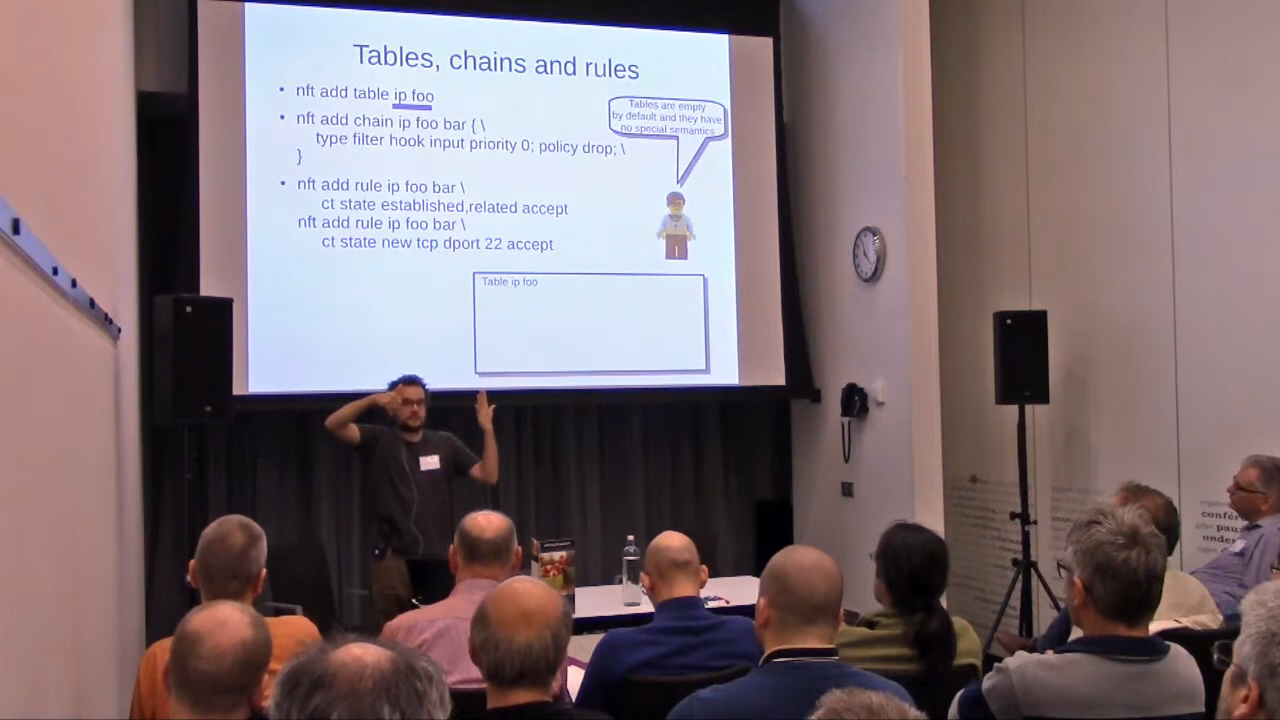 Tables, chains and rules
• nft add table ip foo
• nft add chain ip foo bar { \
type filter hook input priority 0; policy drop; \
}
• nft add rule ip foo bar \
ct state established,related accept
nft add rule ip foo bar \
ct state new tcp dport 22 accept
Tables are empty
by default and they have
no special semantics
Table ip foo